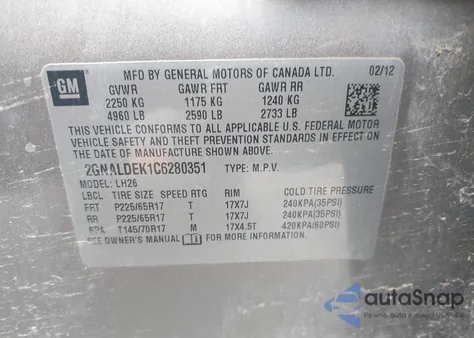 GM
MFD BY GENERAL MOTORS OF CANADA LTD. 02/12
GVWR GAWR FRT GAWR RR
2250 KG 1175 KG 1240 KG
4960 LB 2590 LB 2733 LB
THIS VEHICLE CONFORMS TO ALL APPLICABLE U.S. FEDERAL MOTOR
VEHICLE SAFETY AND THEFT PREVENTION STANDARDS IN EFFECT ON
THE DATE OF MANUFACTURE SHOWN ABOVE.
2GNALDEK1C6280351 TYPE: M.P.V.
MODEL: LH26
LBCL TIRE SIZE SPEED RTG RIM COLD TIRE PRESSURE
FRT P225/65R17 T 17X7J 240KPA(35PSI)
RR P225/65R17 T 17X7J 240KPA(35PSI)
SPA T145/70R17 M 17X4.5T 420KPA(60PSI)
SEE OWNER'S MANUAL FOR MORE INFORMATION
autoSnap
Pewne auta z aukcji USA